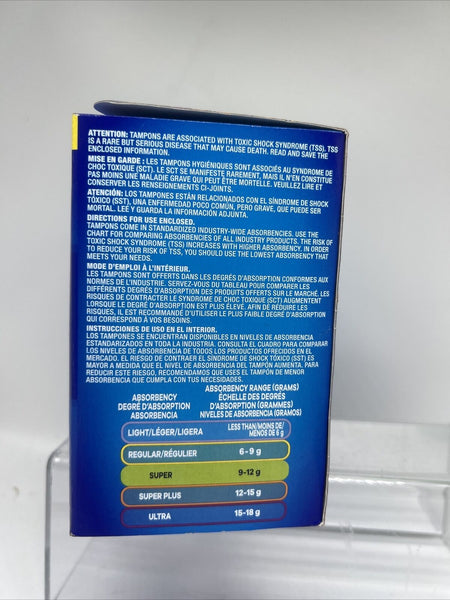 ATTENTION: TAMPONS ARE ASSOCIATED WITH TOXIC SHOCK SYNDROME (TSS). TSS
IS A RARE BUT SERIOUS DISEASE THAT MAY CAUSE DEATH. READ AND SAVE THE
ENCLOSED INFORMATION.
MISE EN GARDE : LES TAMPONS HYGIÉNIQUES SONT ASSOCIÉS AU SYNDROME DE
CHOC TOXIQUE (SCT). LE SCT SE MANIFESTE RAREMENT, MAIS IL N'EN CONSTITUE
PAS MOINS UNE MALADIE GRAVE QUI PEUT ÊTRE MORTELLE. VEUILLEZ LIRE ET
CONSERVER LES RENSEIGNEMENTS CI-JOINTS.
ATENCIÓN: LOS TAMPONES ESTÁN RELACIONADOS CON EL SÍNDROME DE SHOCK
TÓXICO (SST), UNA ENFERMEDAD POCO COMÚN, PERO GRAVE, QUE PUEDE SER
MORTAL. LEE Y GUARDA LA INFORMACIÓN ADJUNTA.
DIRECTIONS FOR USE ENCLOSED.
TAMPONS COME IN STANDARDIZED INDUSTRY-WIDE ABSORBENCIES. USE THE
CHART FOR COMPARING ABSORBENCIES OF ALL INDUSTRY PRODUCTS. THE RISK OF
TOXIC SHOCK SYNDROME (TSS) INCREASES WITH HIGHER ABSORBENCY. IN ORDER
TO REDUCE YOUR RISK OF TSS, YOU SHOULD USE THE LOWEST ABSORBENCY THAT
MEETS YOUR NEEDS.
MODE D'EMPLOI À L'INTÉRIEUR.
LES TAMPONS SONT OFFERTS DANS LES DEGRÉS D'ABSORPTION CONFORMES AUX
NORMES DE L'INDUSTRIE. SERVEZ-VOUS DU TABLEAU POUR COMPARER LES
DIFFÉRENTS DEGRÉS D'ABSORPTION DES PRODUITS OFFERTS SUR LE MARCHÉ. LES
RISQUES DE CONTRACTER LE SYNDROME DE CHOC TOXIQUE (SCT) AUGMENTENT
LORSQUE LE DEGRÉ D'ABSORPTION EST PLUS ÉLEVÉ. AFIN DE RÉDUIRE LES
RISQUES, IL EST RECOMMANDÉ D'UTILISER LE PLUS FAIBLE DEGRÉ D'ABSORPTION
QUI CORRESPOND À VOS BESOINS.
INSTRUCCIONES DE USO EN EL INTERIOR.
LOS TAMPONES SE ENCUENTRAN DISPONIBLES EN NIVELES DE ABSORBENCIA
ESTANDARIZADOS EN TODA LA INDUSTRIA. CONSULTA EL CUADRO PARA COMPARAR
LOS NIVELES DE ABSORBENCIA DE TODOS LOS PRODUCTOS OFRECIDOS EN EL
MERCADO. EL RIESGO DE CONTRAER EL SÍNDROME DE SHOCK TÓXICO (SST) ES
MAYOR A MEDIDA QUE EL NIVEL DE ABSORBENCIA DEL TAMPÓN AUMENTA. PARA
REDUCIR ESTE RIESGO, RECOMENDAMOS QUE USES EL TAMPÓN DE MENOR
ABSORBENCIA QUE CUMPLA CON TUS NECESIDADES.
ABSORBENCY DEGRÉ D'ABSORPTION ABSORBENCIA
ABSORBENCY RANGE (GRAMS)
ÉCHELLE DES DEGRÉS
D'ABSORPTION (GRAMMES)
NIVELES DE ABSORBENCIA (GRAMOS)
LIGHT/LÉGER/LIGERA LESS THAN/MOINS DE/
MENOS DE 6 g
REGULAR/RÉGULIER 6-9 g
SUPER 9-12 g
SUPER PLUS 12-15 g
ULTRA 15-18 g